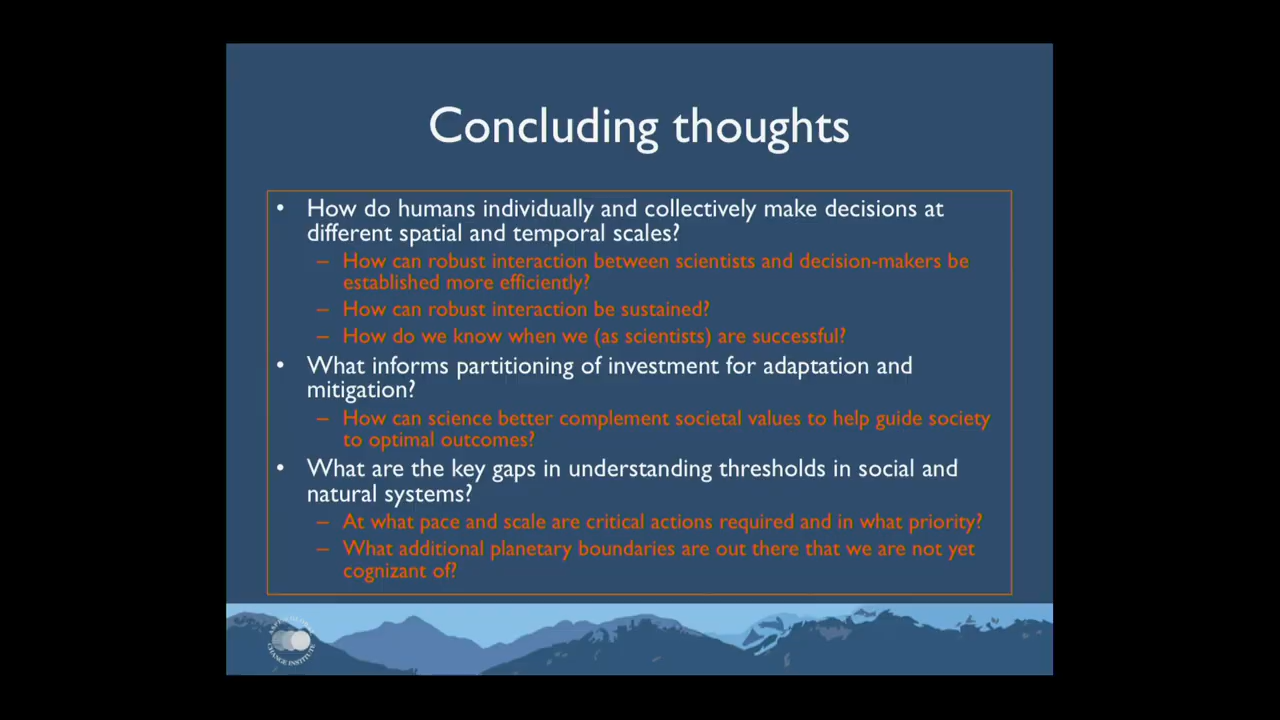 Concluding thoughts
• How do humans individually and collectively make decisions at
different spatial and temporal scales?
– How can robust interaction between scientists and decision-makers be
established more efficiently?
– How can robust interaction be sustained?
– How do we know when we (as scientists) are successful?
• What informs partitioning of investment for adaptation and
mitigation?
– How can science better complement societal values to help guide society
to optimal outcomes?
• What are the key gaps in understanding thresholds in social and
natural systems?
– At what pace and scale are critical actions required and in what priority?
– What additional planetary boundaries are out there that we are not yet
cognizant of?
CHANGE INSTITUTE